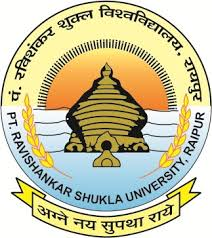 पं. रविशंकर शुक्ल विश्वविद्यालय, रायपुर
PT. RAVISHANKAR SHUKLA UNIVERSITY, RAIPUR
अग्ने नय सुपथा राये